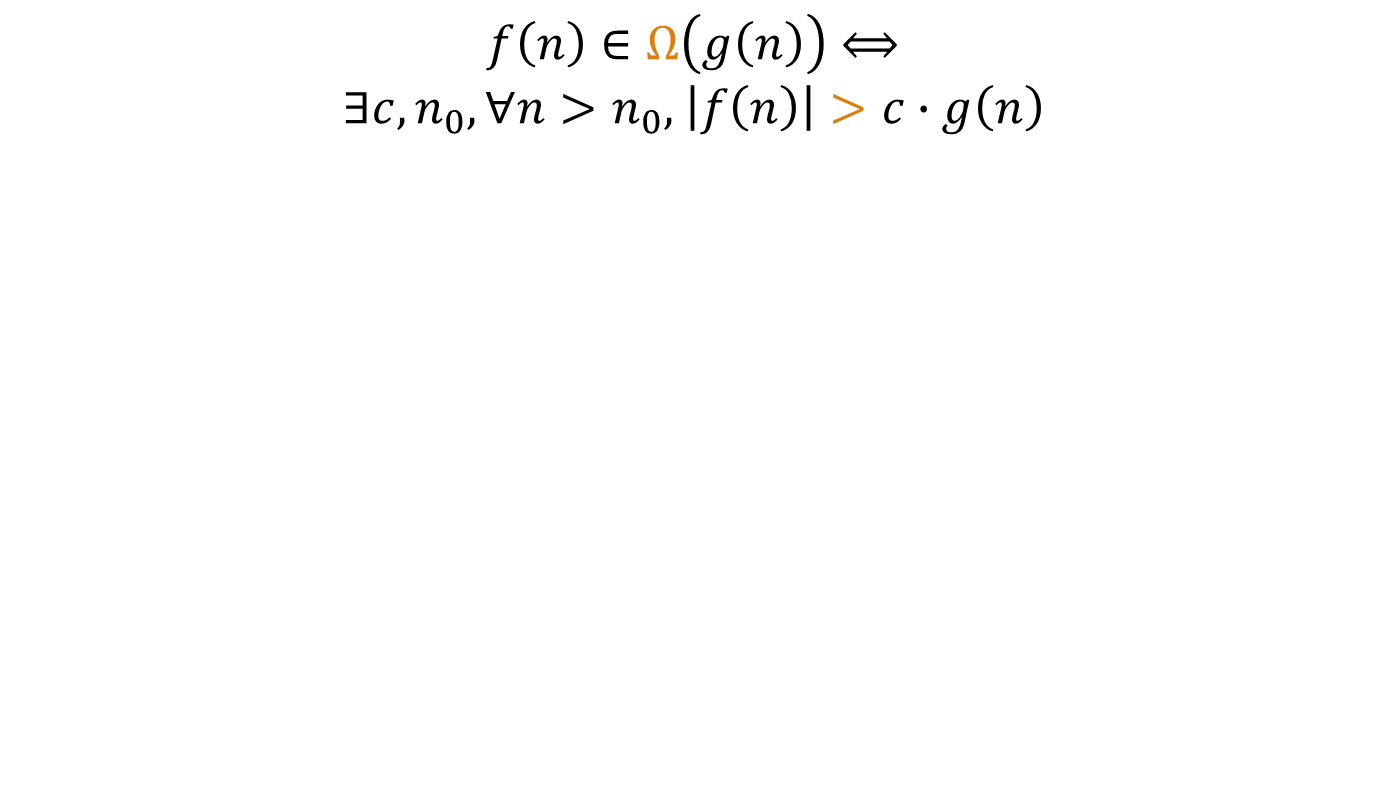 f(n) ∈ Ω(g(n)) ⟺
∃c, n₀, ∀n > n₀, |f(n)| > c · g(n)